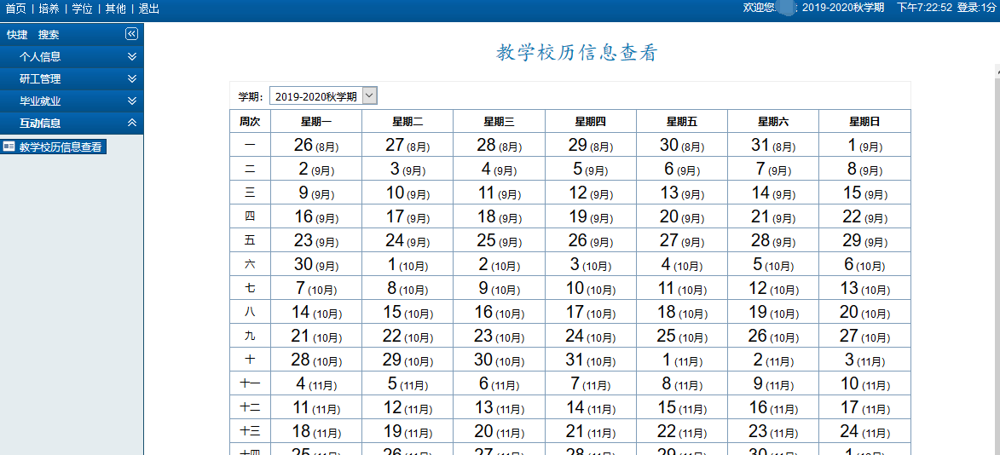 首页 | 培养 | 学位 | 其他 | 退出
欢迎您 : 2019-2020秋学期 下午7:22:52 登录:1分
快捷 搜索
个人信息
研工管理
毕业就业
互动信息
教学校历信息查看
教学校历信息查看
学期： 2019-2020秋学期
周次 星期一 星期二 星期三 星期四 星期五 星期六 星期日
一 26 (8月) 27 (8月) 28 (8月) 29 (8月) 30 (8月) 31 (8月) 1 (9月)
二 2 (9月) 3 (9月) 4 (9月) 5 (9月) 6 (9月) 7 (9月) 8 (9月)
三 9 (9月) 10 (9月) 11 (9月) 12 (9月) 13 (9月) 14 (9月) 15 (9月)
四 16 (9月) 17 (9月) 18 (9月) 19 (9月) 20 (9月) 21 (9月) 22 (9月)
五 23 (9月) 24 (9月) 25 (9月) 26 (9月) 27 (9月) 28 (9月) 29 (9月)
六 30 (9月) 1 (10月) 2 (10月) 3 (10月) 4 (10月) 5 (10月) 6 (10月)
七 7 (10月) 8 (10月) 9 (10月) 10 (10月) 11 (10月) 12 (10月) 13 (10月)
八 14 (10月) 15 (10月) 16 (10月) 17 (10月) 18 (10月) 19 (10月) 20 (10月)
九 21 (10月) 22 (10月) 23 (10月) 24 (10月) 25 (10月) 26 (10月) 27 (10月)
十 28 (10月) 29 (10月) 30 (10月) 31 (10月) 1 (11月) 2 (11月) 3 (11月)
十一 4 (11月) 5 (11月) 6 (11月) 7 (11月) 8 (11月) 9 (11月) 10 (11月)
十二 11 (11月) 12 (11月) 13 (11月) 14 (11月) 15 (11月) 16 (11月) 17 (11月)
十三 18 (11月) 19 (11月) 20 (11月) 21 (11月) 22 (11月) 23 (11月) 24 (11月)
十四 25 (11月) 26 (11月) 27 (11月) 28 (11月) 29 (11月) 30 (11月) 1 (12月)